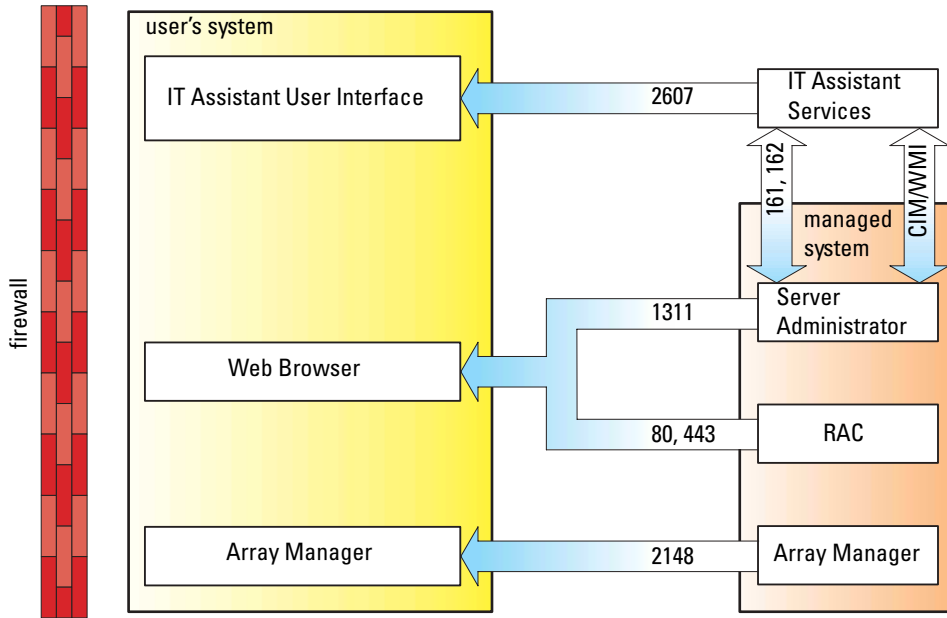 user's system
IT Assistant User Interface
2607
IT Assistant
Services
161, 162
CIM/WMI
managed
system
firewall
1311
Server
Administrator
Web Browser
80, 443
RAC
Array Manager
2148
Array Manager